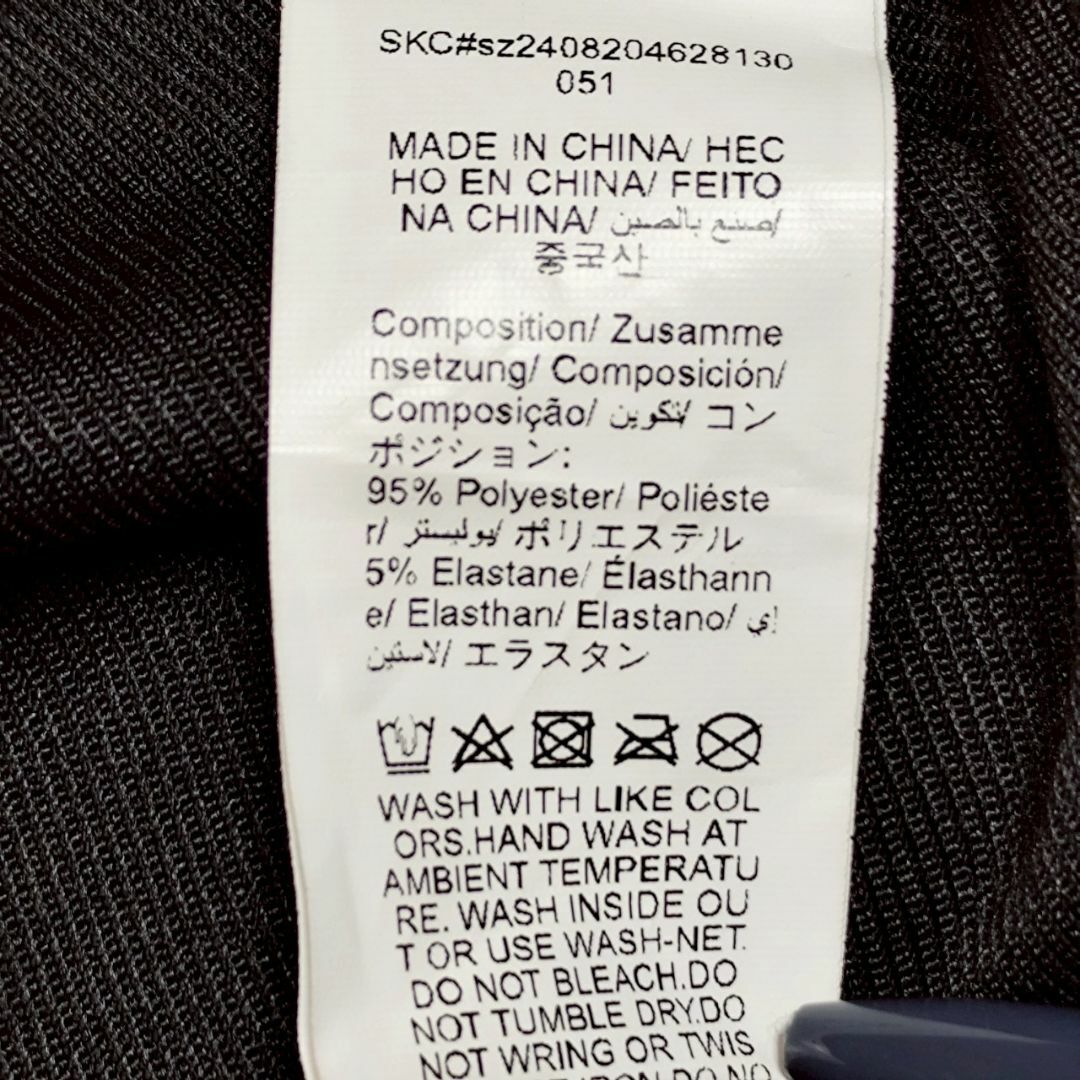 SKC#sz2408204628130
051
MADE IN CHINA/ HEC
HO EN CHINA/ FEITO
NA CHINA/ صنع بالصين/
중국산
Composition/ Zusamme
nsetzung/ Composición/
Composição/ تكوين/ コン
ポジション:
95% Polyester/ Poliéste
r/ بوليستر/ ポリエステル
5% Elastane/ Élasthann
e/ Elasthan/ Elastano/ إي
لاستين/ エラスタン
WASH WITH LIKE COL
ORS.HAND WASH AT
AMBIENT TEMPERATU
RE. WASH INSIDE OU
T OR USE WASH-NET.
DO NOT BLEACH.DO
NOT TUMBLE DRY.DO
NOT WRING OR TWIS
IRON.DO NO